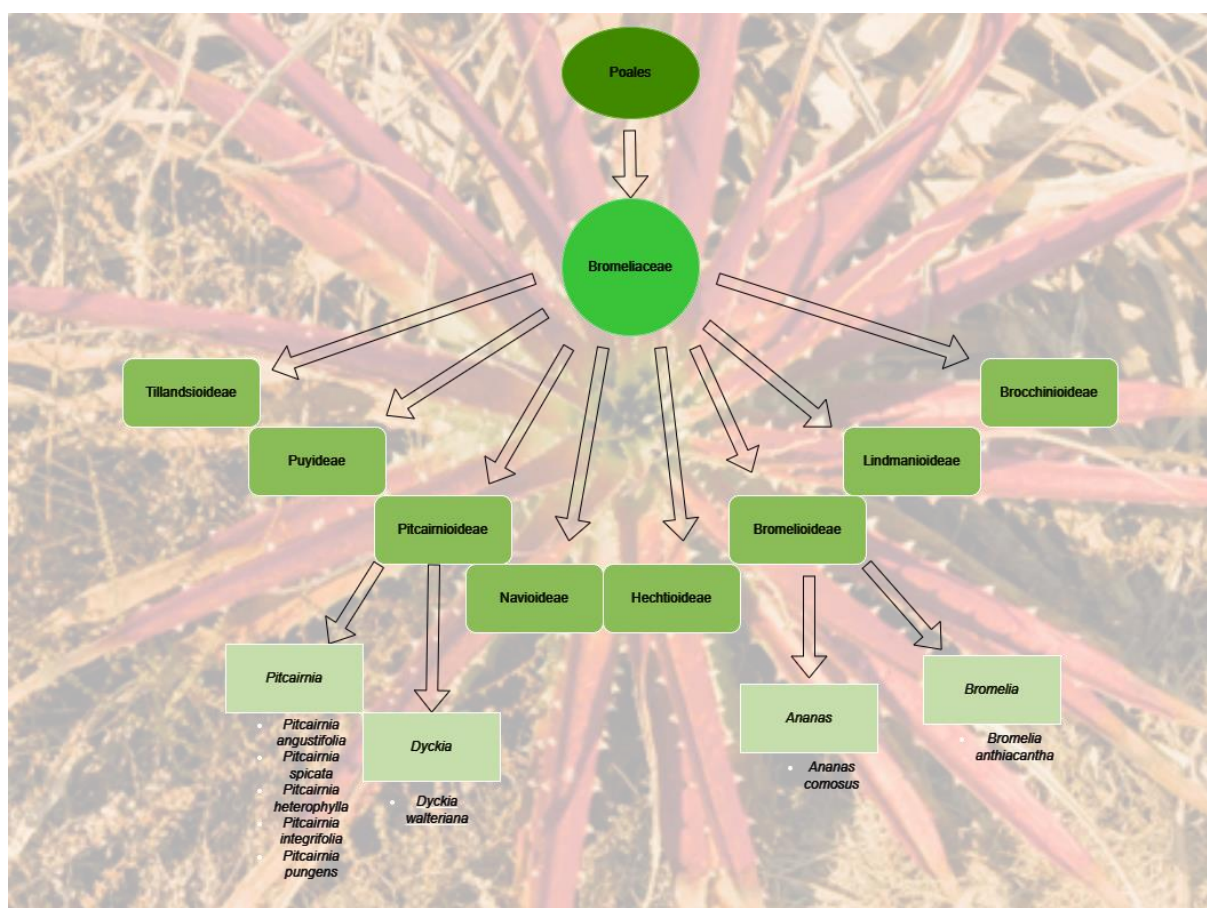 Poales
Bromeliaceae
Tillandsioideae
Brocchinioideae
Puyideae
Lindmanioideae
Pitcairnioideae
Bromelioideae
Navioideae
Hechtioideae
Pitcairnia
Pitcairnia
angustifolia
Pitcairnia
spicata
Pitcairnia
heterophylla
Pitcairnia
integrifolia
Pitcairnia
pungens
Dyckia
Dyckia
walteriana
Ananas
Ananas
comosus
Bromelia
Bromelia
anthiacantha